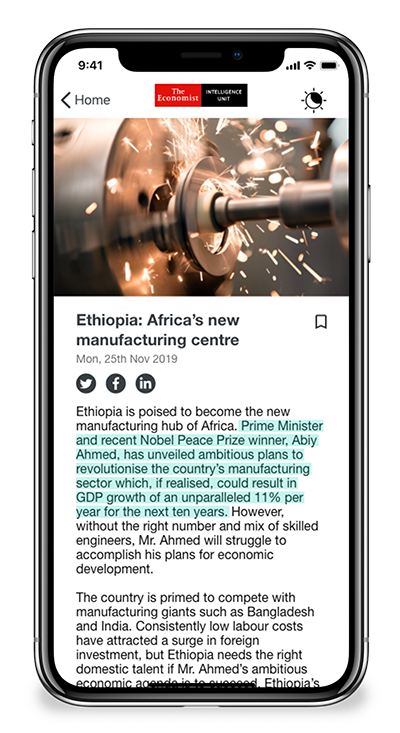 9:41
Home
The Economist
INTELLIGENCE UNIT
Ethiopia: Africa's new
manufacturing centre
Mon, 25th Nov 2019
Ethiopia is poised to become the new
manufacturing hub of Africa. Prime Minister
and recent Nobel Peace Prize winner, Abiy
Ahmed, has unveiled ambitious plans to
revolutionise the country's manufacturing
sector which, if realised, could result in
GDP growth of an unparalleled 11% per
year for the next ten years. However,
without the right number and mix of skilled
engineers, Mr. Ahmed will struggle to
accomplish his plans for economic
development.
The country is primed to compete with
manufacturing giants such as Bangladesh
and India. Consistently low labour costs
have attracted a surge in foreign
investment, but Ethiopia needs the right
domestic talent if Mr. Ahmed's ambitious
economic agenda is to succeed. Ethiopia's